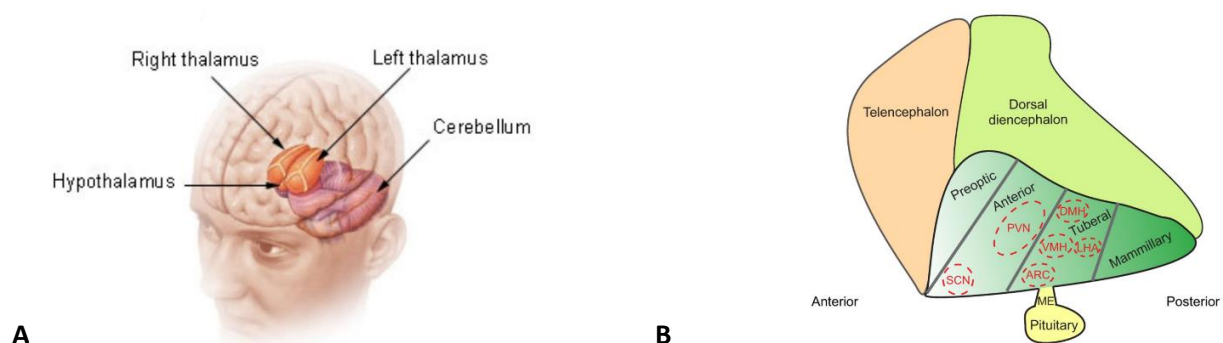 Right thalamus
Left thalamus
Cerebellum
Hypothalamus
A
Telencephalon
Dorsal
diencephalon
Preoptic
Anterior
PVN
DMH
Tuberal
VMH
LHA
Mammillary
SCN
ARC
Anterior
ME
Posterior
Pituitary
B